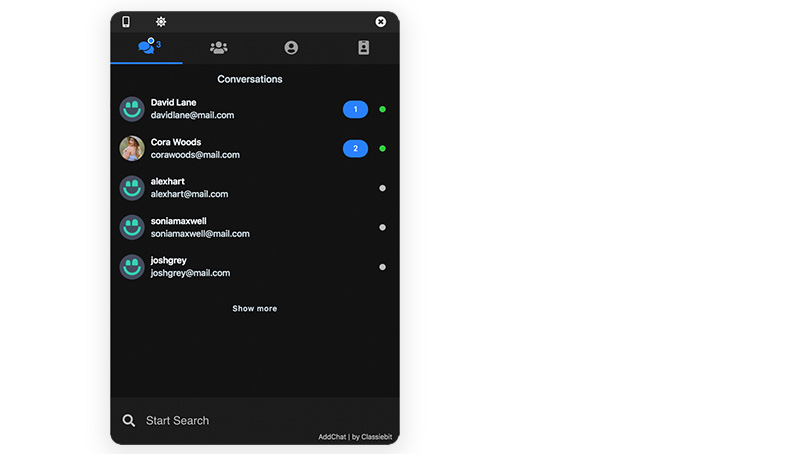 3
Conversations
David Lane
davidlane@mail.com
1
Cora Woods
corawoods@mail.com
2
alexhart
alexhart@mail.com
soniamaxwell
soniamaxwell@mail.com
joshgrey
joshgrey@mail.com
Show more
Start Search
AddChat | by Classiebit